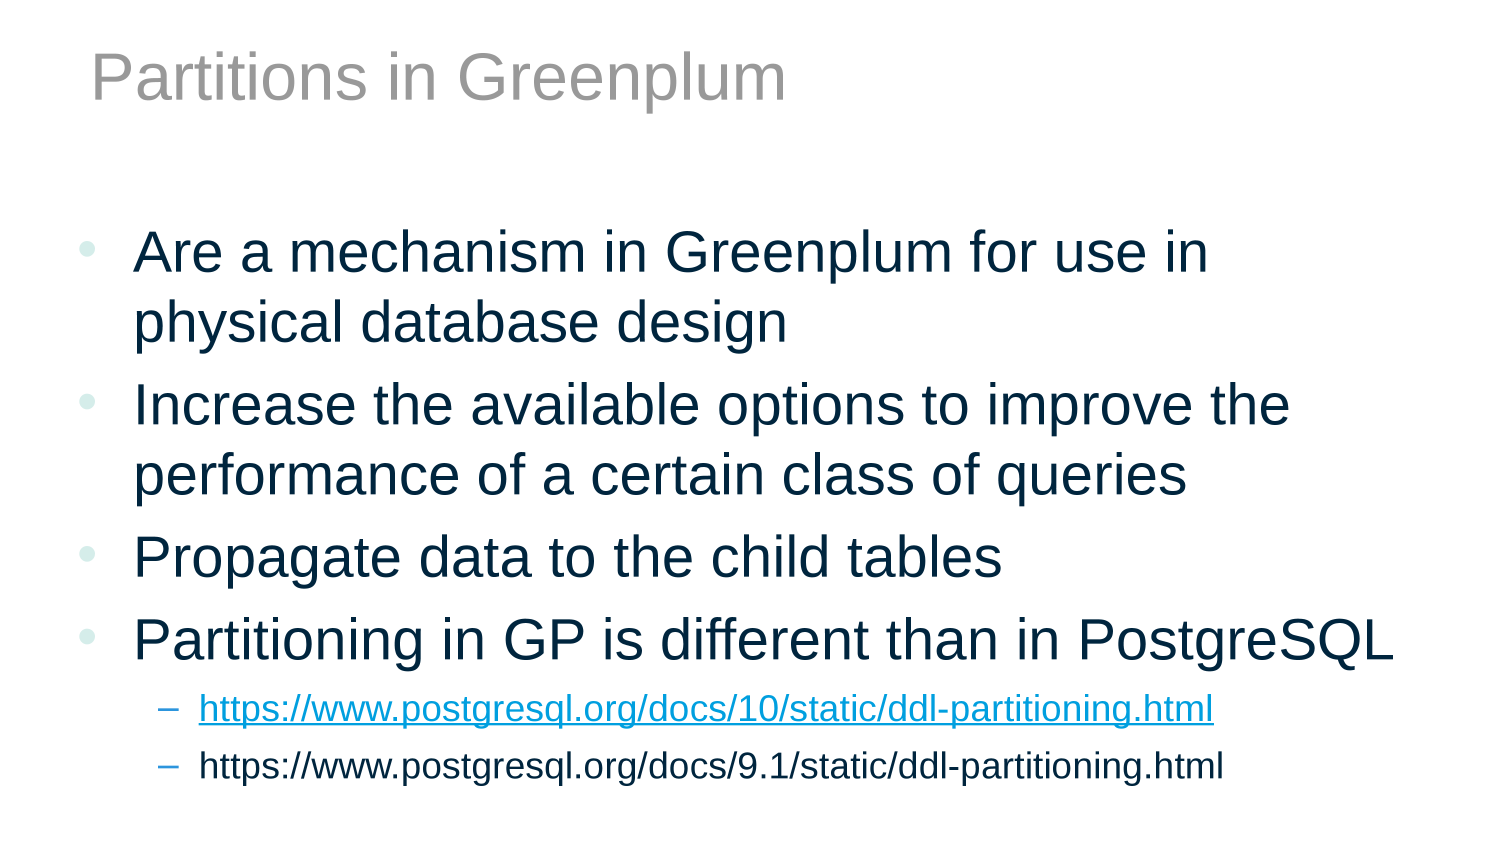 Partitions in Greenplum
• Are a mechanism in Greenplum for use in
physical database design
• Increase the available options to improve the
performance of a certain class of queries
• Propagate data to the child tables
• Partitioning in GP is different than in PostgreSQL
– https://www.postgresql.org/docs/10/static/ddl-partitioning.html
– https://www.postgresql.org/docs/9.1/static/ddl-partitioning.html